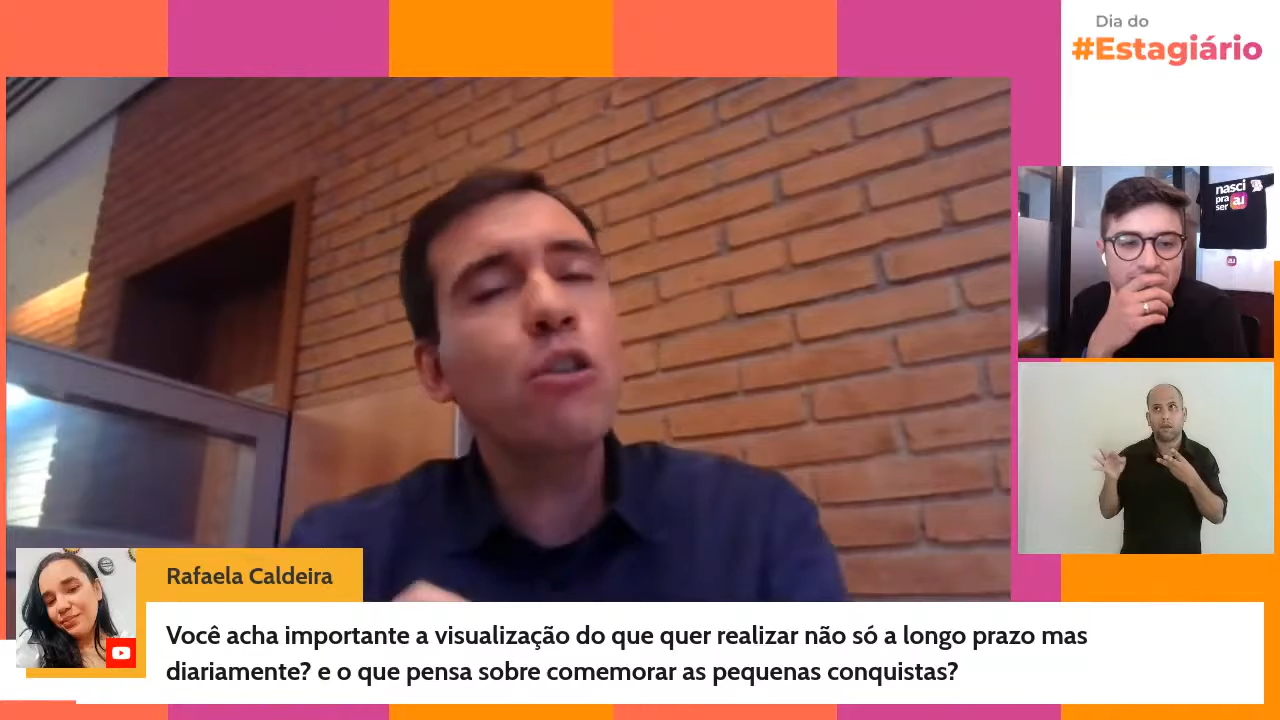 Dia do
#Estagiário
nasci
pra
ser au
Rafaela Caldeira
Você acha importante a visualização do que quer realizar não só a longo prazo mas
diariamente? e o que pensa sobre comemorar as pequenas conquistas?